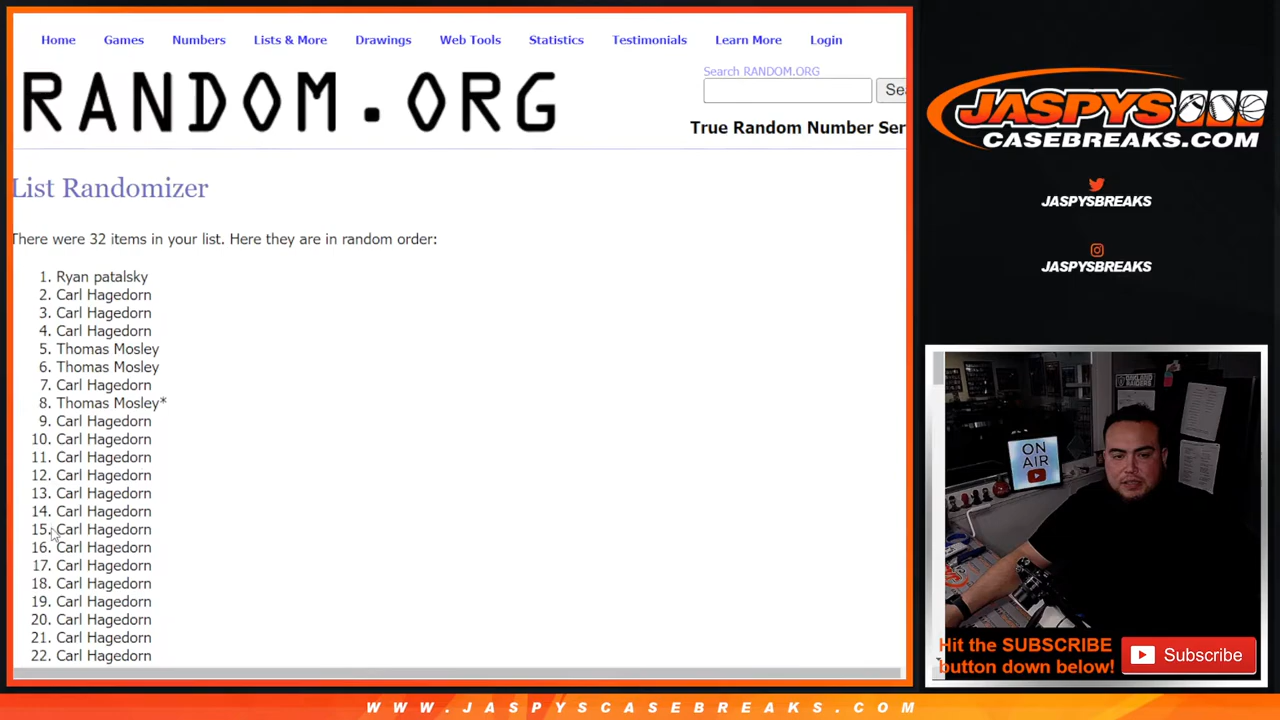 Home Games Numbers Lists & More Drawings Web Tools Statistics Testimonials Learn More Login
RANDOM.ORG
Search RANDOM.ORG
Sea
True Random Number Ser
List Randomizer
There were 32 items in your list. Here they are in random order:
1. Ryan patalsky
2. Carl Hagedorn
3. Carl Hagedorn
4. Carl Hagedorn
5. Thomas Mosley
6. Thomas Mosley
7. Carl Hagedorn
8. Thomas Mosley*
9. Carl Hagedorn
10. Carl Hagedorn
11. Carl Hagedorn
12. Carl Hagedorn
13. Carl Hagedorn
14. Carl Hagedorn
15. Carl Hagedorn
16. Carl Hagedorn
17. Carl Hagedorn
18. Carl Hagedorn
19. Carl Hagedorn
20. Carl Hagedorn
21. Carl Hagedorn
22. Carl Hagedorn
JASPYS
CASEBREAKS.COM
JASPYSBREAKS
JASPYSBREAKS
OAKLAND
RAIDERS
ON
AIR
Hit the SUBSCRIBE
button down below!
Subscribe
WWW.JASPYSCASEBREAKS.COM